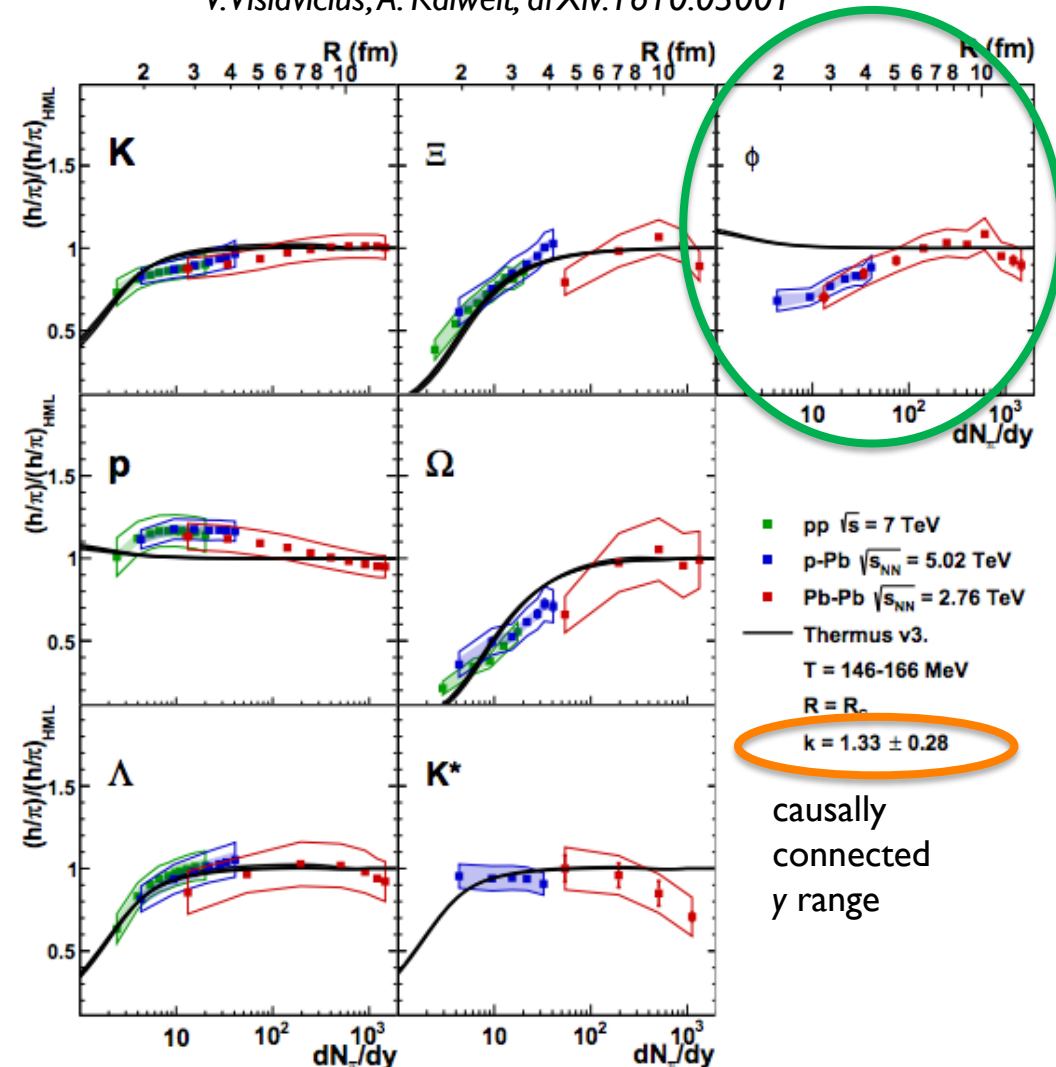 V.Vislavicius, A. Kalweit, arXiv:1610.03001
R (fm)
2 3 4 5 6 7 8 10
R (fm)
2 3 4 5 6 7 8 10
R (fm)
2 3 4 5 6 7 8 10
(h/π)/(h/π)HML
1.5
1
0.5
K
Ξ
ϕ
10 10² 10³
dNπ/dy
(h/π)/(h/π)HML
1.5
1
0.5
p
Ω
pp √s = 7 TeV
p-Pb √sNN = 5.02 TeV
Pb-Pb √sNN = 2.76 TeV
Thermus v3.
T = 146-166 MeV
R = RC
k = 1.33 ± 0.28
causally
connected
y range
(h/π)/(h/π)HML
1.5
1
0.5
Λ
K*
10 10² 10³
dNπ/dy
10 10² 10³
dNπ/dy